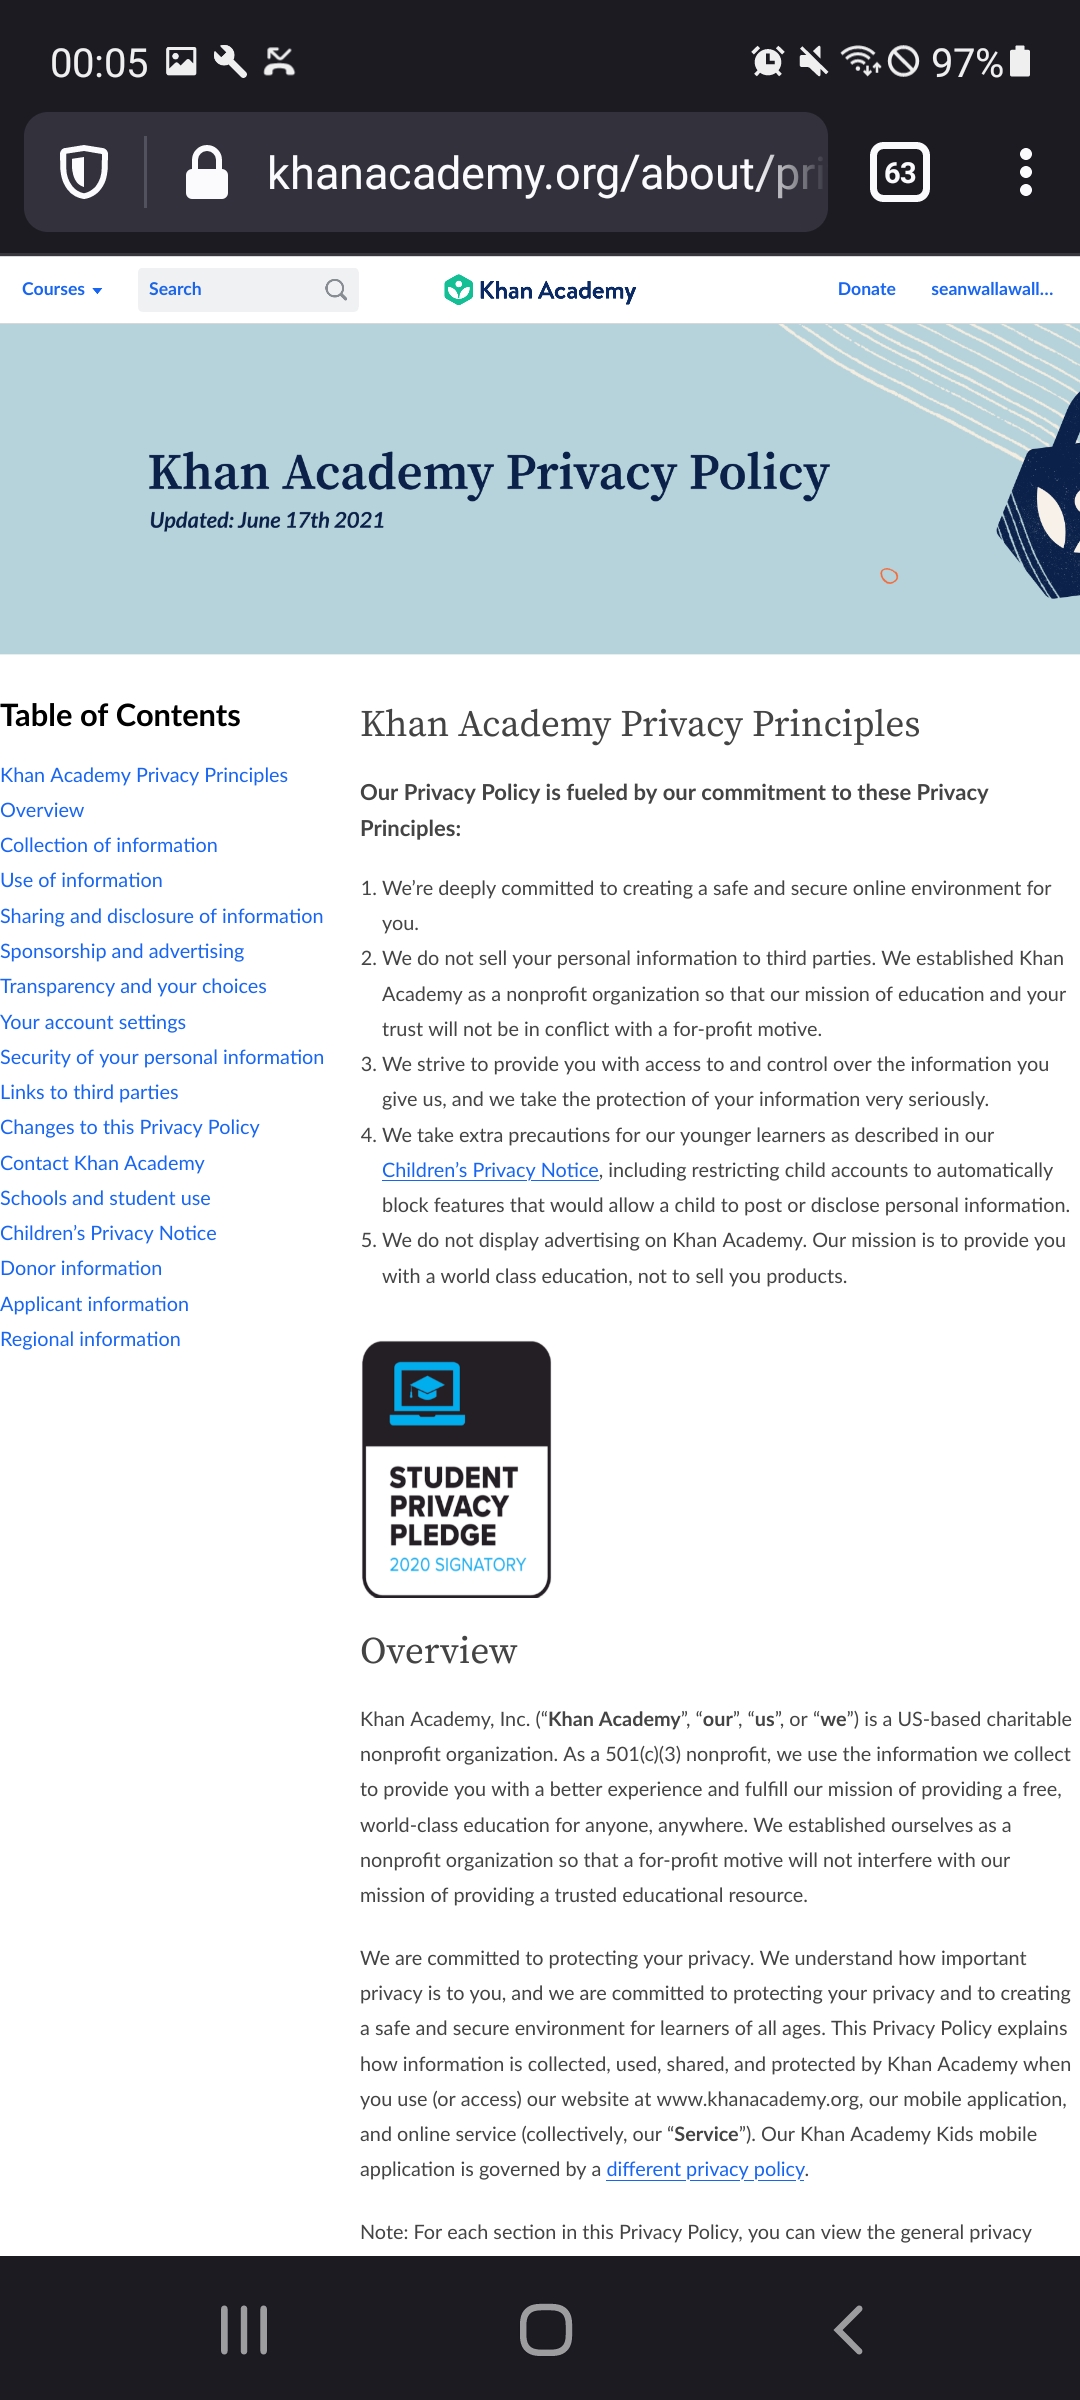 00:05
97%
khanacademy.org/about/pri
63
Courses
Search
Khan Academy
Donate
seanwallawall...
Khan Academy Privacy Policy
Updated: June 17th 2021
Table of Contents
Khan Academy Privacy Principles
Overview
Collection of information
Use of information
Sharing and disclosure of information
Sponsorship and advertising
Transparency and your choices
Your account settings
Security of your personal information
Links to third parties
Changes to this Privacy Policy
Contact Khan Academy
Schools and student use
Children’s Privacy Notice
Donor information
Applicant information
Regional information
Khan Academy Privacy Principles
Our Privacy Policy is fueled by our commitment to these Privacy
Principles:
1. We’re deeply committed to creating a safe and secure online environment for
you.
2. We do not sell your personal information to third parties. We established Khan
Academy as a nonprofit organization so that our mission of education and your
trust will not be in conflict with a for-profit motive.
3. We strive to provide you with access to and control over the information you
give us, and we take the protection of your information very seriously.
4. We take extra precautions for our younger learners as described in our
Children’s Privacy Notice, including restricting child accounts to automatically
block features that would allow a child to post or disclose personal information.
5. We do not display advertising on Khan Academy. Our mission is to provide you
with a world class education, not to sell you products.
STUDENT
PRIVACY
PLEDGE
2020 SIGNATORY
Overview
Khan Academy, Inc. (“Khan Academy”, “our”, “us”, or “we”) is a US-based charitable
nonprofit organization. As a 501(c)(3) nonprofit, we use the information we collect
to provide you with a better experience and fulfill our mission of providing a free,
world-class education for anyone, anywhere. We established ourselves as a
nonprofit organization so that a for-profit motive will not interfere with our
mission of providing a trusted educational resource.
We are committed to protecting your privacy. We understand how important
privacy is to you, and we are committed to protecting your privacy and to creating
a safe and secure environment for learners of all ages. This Privacy Policy explains
how information is collected, used, shared, and protected by Khan Academy when
you use (or access) our website at www.khanacademy.org, our mobile application,
and online service (collectively, our “Service”). Our Khan Academy Kids mobile
application is governed by a different privacy policy.
Note: For each section in this Privacy Policy, you can view the general privacy